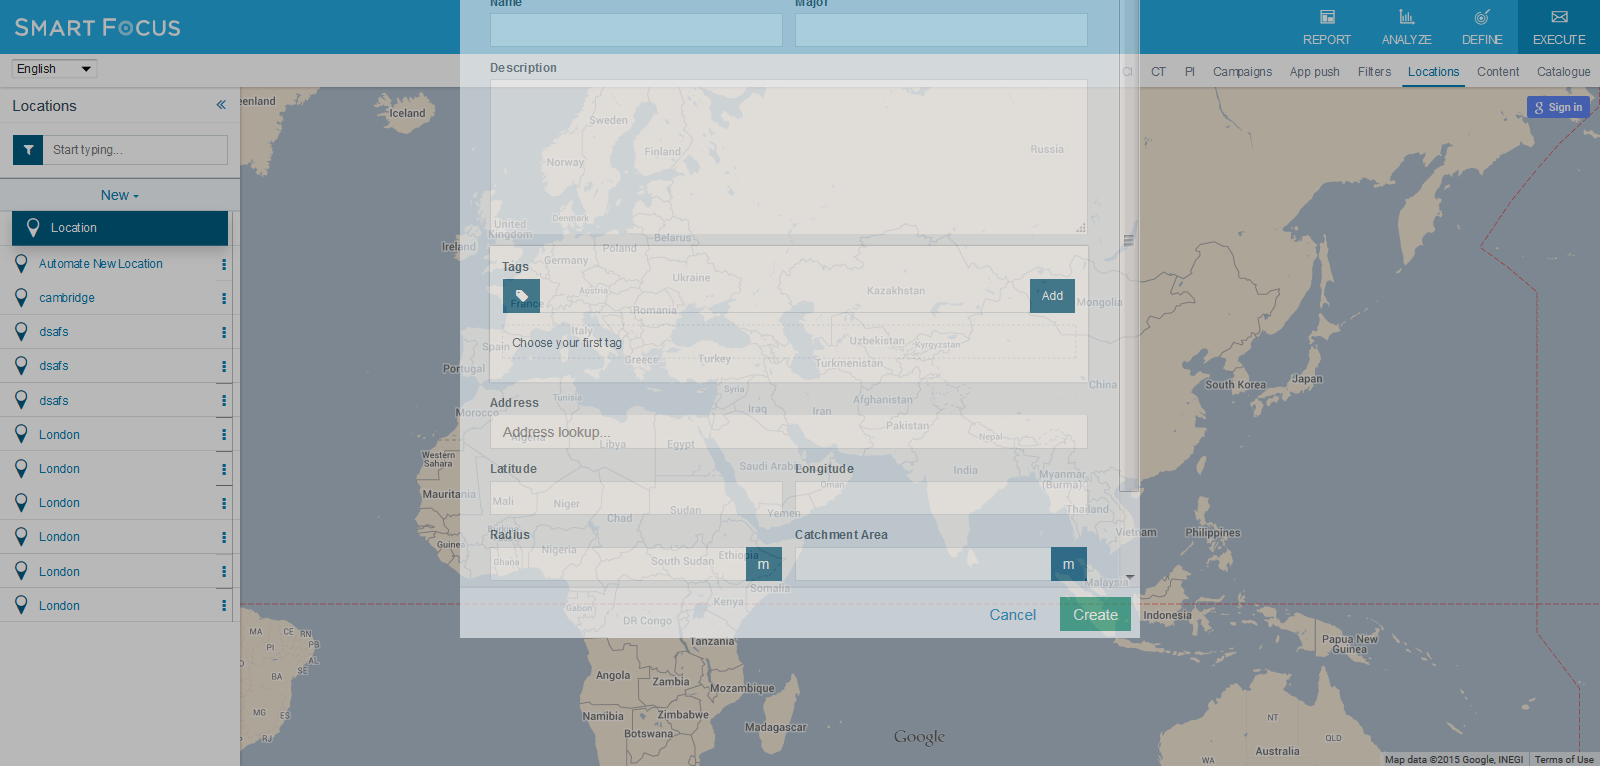 SMART FOCUS
REPORT
ANALYZE
DEFINE
EXECUTE
English
CI
CT
PI
Campaigns
App push
Filters
Locations
Content
Catalogue
Sign in
Locations
Start typing...
New
Location
Automate New Location
cambridge
dsafs
dsafs
dsafs
London
London
London
London
London
London
Name
Major
Description
Tags
Add
Choose your first tag
Address
Address lookup...
Latitude
Longitude
Radius
m
Catchment Area
m
Cancel
Create
eenland
Iceland
Sweden
Norway
Finland
Russia
United
Kingdom
Denmark
Ireland
Poland
Belarus
Germany
Ukraine
Austria
France
Romania
Kazakhstan
Mongolia
Italy
Spain
Portugal
Greece
Turkey
Uzbekistan
Kyrgyzstan
Turkmenistan
China
South Korea
Japan
Syria
Tunisia
Morocco
Iraq
Iran
Afghanistan
Pakistan
Algeria
Libya
Egypt
Nepal
Western
Sahara
Saudi Arabia
Oman
India
Myanmar
(Burma)
Mauritania
Mali
Niger
Sudan
Chad
Yemen
Thailand
Vietnam
Philippines
Burkina
Guinea
Ghana
Nigeria
Ethiopia
South Sudan
Somalia
Malaysia
Gabon
Kenya
DR Congo
Indonesia
Tanzania
Papua New
Guinea
Angola
Zambia
Mozambique
Namibia
Zimbabwe
Botswana
Madagascar
Australia
NT
QLD
WA
MA
CE
RN
PI
PB
AL
SE
BA
MG
ES
RJ
Google
Map data ©2015 Google, INEGI
Terms of Use